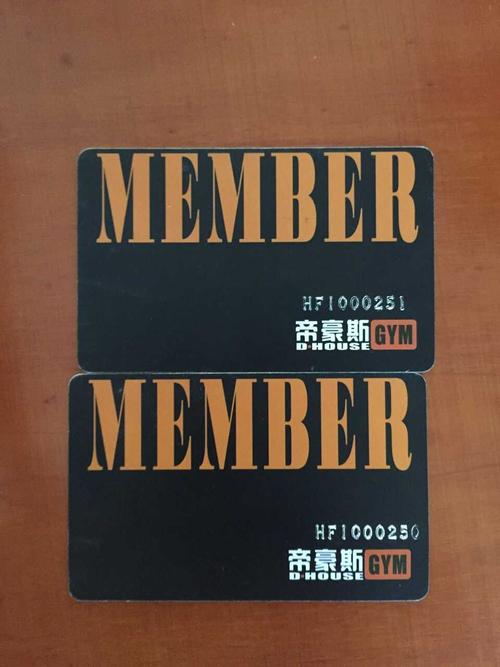 MEMBER
HF1000251
帝豪斯
D·HOUSE GYM
MEMBER
HF1000250
帝豪斯
D·HOUSE GYM